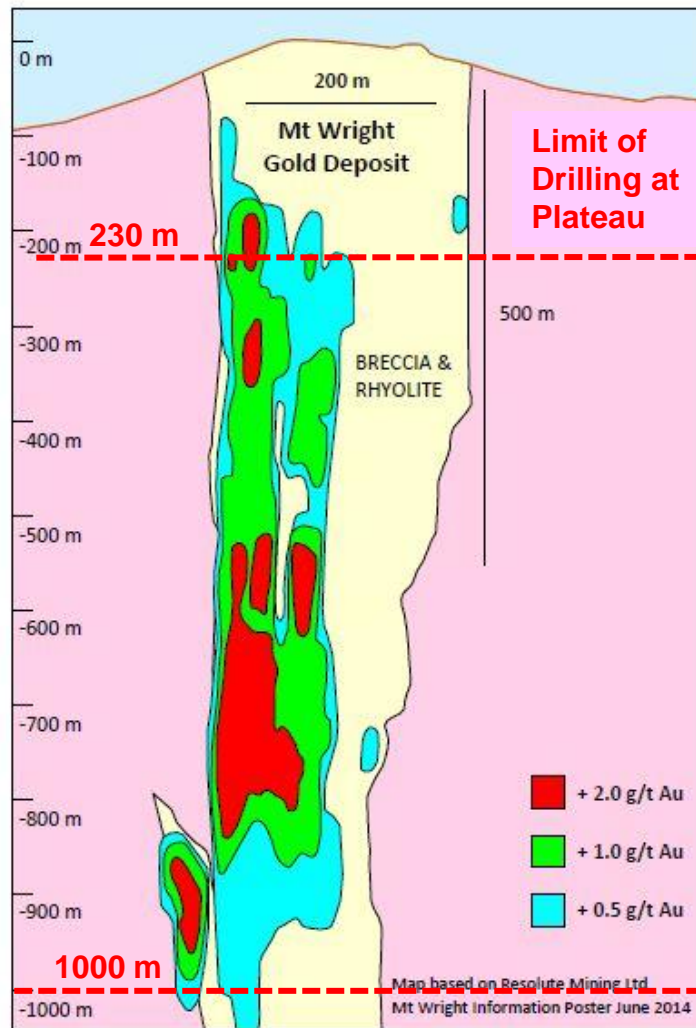 0 m
200 m
Mt Wright
Gold Deposit
Limit of
Drilling at
Plateau
-100 m
-200 m
230 m
500 m
-300 m
BRECCIA &
RHYOLITE
-400 m
-500 m
-600 m
-700 m
-800 m
+ 2.0 g/t Au
+ 1.0 g/t Au
-900 m
+ 0.5 g/t Au
1000 m
Map based on Resolute Mining Ltd
-1000 m
Mt Wright Information Poster June 2014